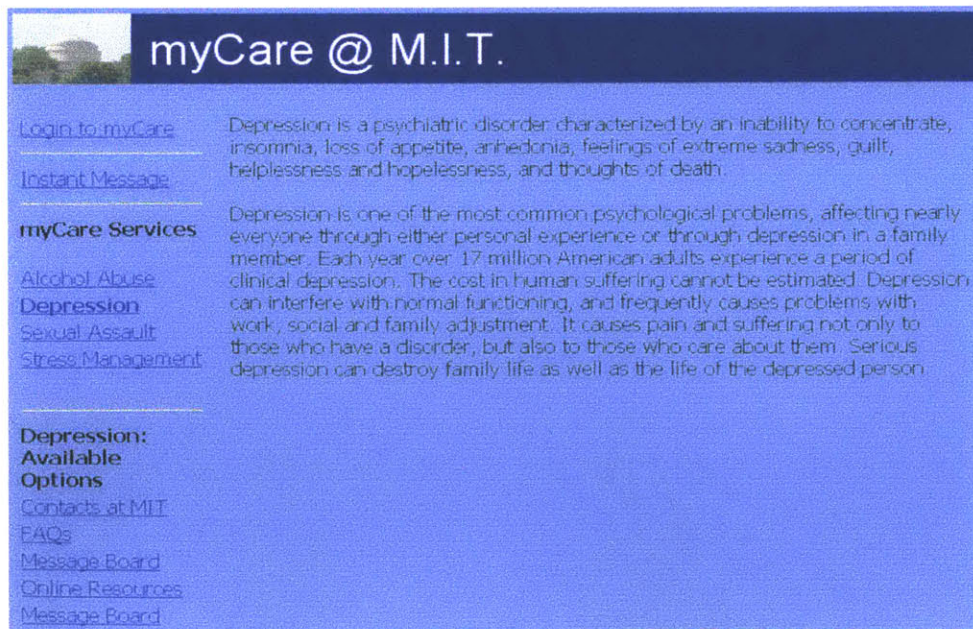 myCare @ M.I.T.
Login to myCare
Instant Message
myCare Services
Alcohol Abuse
Depression
Sexual Assault
Stress Management
Depression:
Available
Options
Contacts at MIT
FAQs
Message Board
Online Resources
Message Board
Depression is a psychiatric disorder characterized by an inability to concentrate,
insomnia, loss of appetite, anhedonia, feelings of extreme sadness, guilt,
helplessness and hopelessness, and thoughts of death.
Depression is one of the most common psychological problems, affecting nearly
everyone through either personal experience or through depression in a family
member. Each year over 17 million American adults experience a period of
clinical depression. The cost in human suffering cannot be estimated. Depression
can interfere with normal functioning, and frequently causes problems with
work, social and family adjustment. It causes pain and suffering not only to
those who have a disorder, but also to those who care about them. Serious
depression can destroy family life as well as the life of the depressed person.